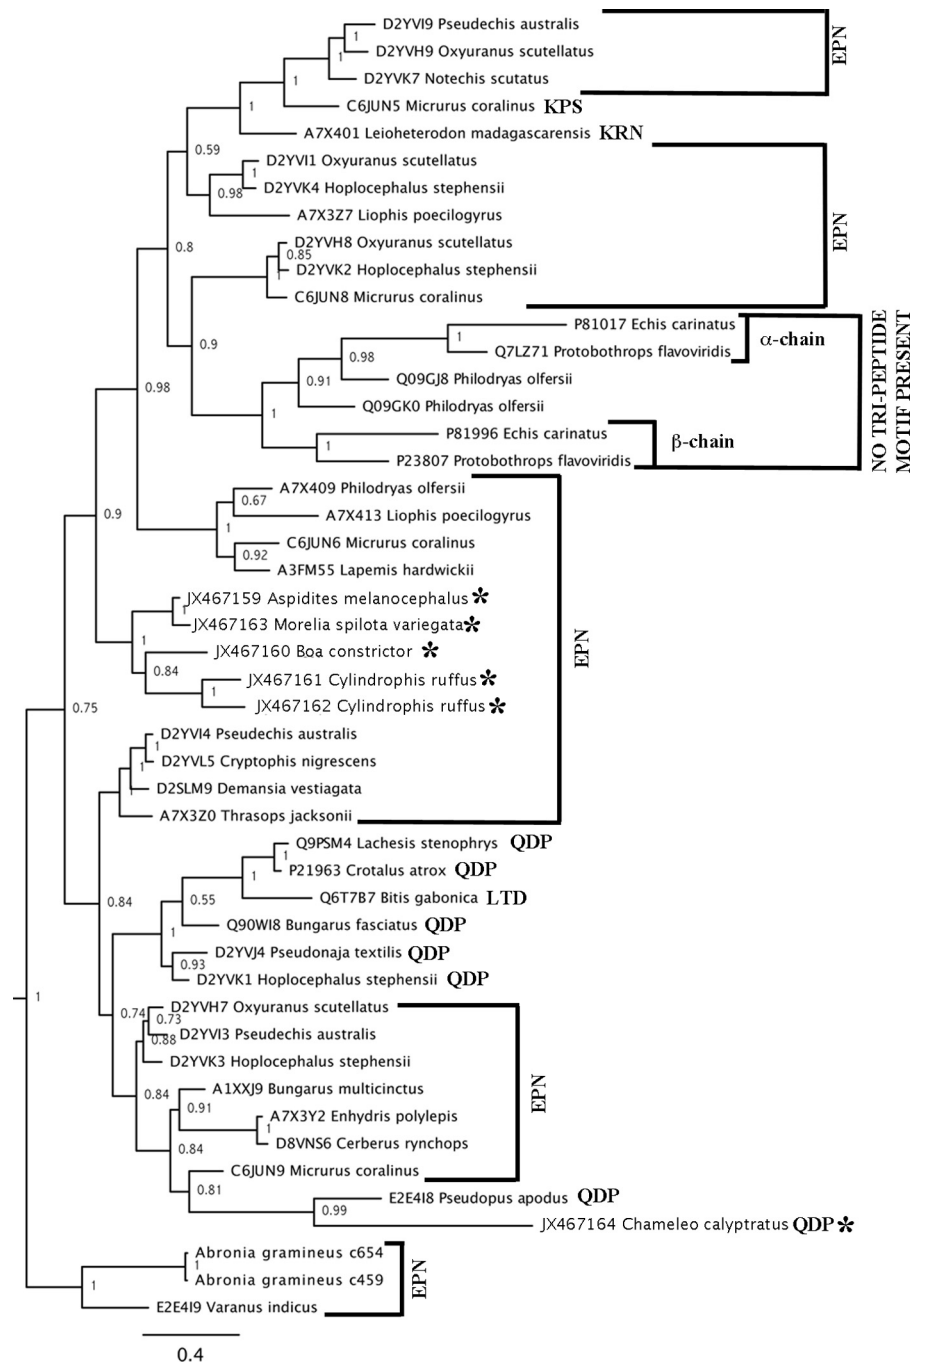 D2YVI9 Pseudechis australis
1
D2YVH9 Oxyuranus scutellatus
1
EPN
D2YVK7 Notechis scutatus
1
C6JUN5 Micrurus coralinus KPS
1
A7X401 Leioheterodon madagascarensis KRN
0.59
D2YVI1 Oxyuranus scutellatus
1
D2YVK4 Hoplocephalus stephensii
0.98
A7X3Z7 Liophis poecilogyrus
EPN
0.8
D2YVH8 Oxyuranus scutellatus
0.85
D2YVK2 Hoplocephalus stephensii
1
C6JUN8 Micrurus coralinus
P81017 Echis carinatus
1
α-chain
0.9
Q7LZ71 Protobothrops flavoviridis
0.98
Q09GJ8 Philodryas olfersii
0.91
NO TRI-PEPTIDE
MOTIF PRESENT
0.98
Q09GK0 Philodryas olfersii
1
P81996 Echis carinatus
1
β-chain
P23807 Protobothrops flavoviridis
A7X409 Philodryas olfersii
0.67
A7X413 Liophis poecilogyrus
0.9
1
C6JUN6 Micrurus coralinus
0.92
A3FM55 Lapemis hardwickii
JX467159 Aspidites melanocephalus*
1
JX467163 Morelia spilota variegata*
1
JX467160 Boa constrictor *
EPN
0.84
JX467161 Cylindrophis ruffus*
1
JX467162 Cylindrophis ruffus*
0.75
D2YVI4 Pseudechis australis
1
D2YVL5 Cryptophis nigrescens
1
D2SLM9 Demansia vestiagata
1
A7X3Z0 Thrasops jacksonii
Q9PSM4 Lachesis stenophrys QDP
1
P21963 Crotalus atrox QDP
1
Q6T7B7 Bitis gabonica LTD
0.84
0.55
Q90WI8 Bungarus fasciatus QDP
1
D2YVJ4 Pseudonaja textilis QDP
0.93
D2YVK1 Hoplocephalus stephensii QDP
1
D2YVH7 Oxyuranus scutellatus
0.74
0.73
D2YVI3 Pseudechis australis
0.88
D2YVK3 Hoplocephalus stephensii
A1XXJ9 Bungarus multicinctus
0.84
0.91
EPN
A7X3Y2 Enhydris polylepis
1
D8VNS6 Cerberus rynchops
0.84
C6JUN9 Micrurus coralinus
0.81
E2E4I8 Pseudopus apodus QDP
0.99
JX467164 Chameleo calyptratus QDP*
Abronia gramineus c654
1
Abronia gramineus c459
1
EPN
E2E4I9 Varanus indicus
0.4